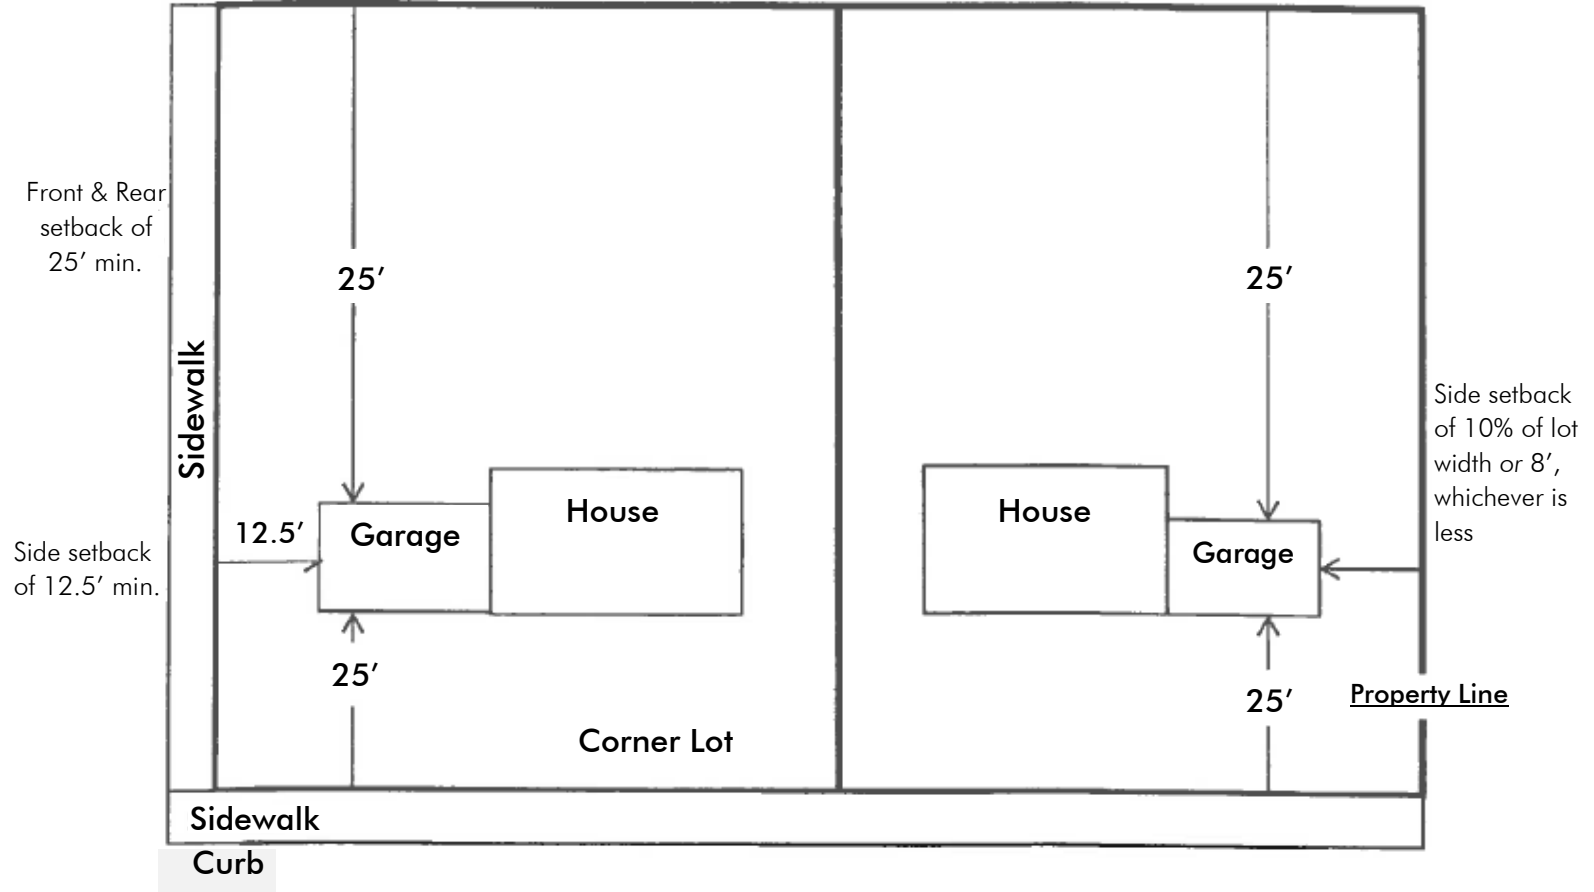 Front & Rear
setback of
25’ min.
25’
25’
Sidewalk
Side setback
of 10% of lot
width or 8’,
whichever is
less
12.5’
Garage
House
House
Garage
Side setback
of 12.5’ min.
25’
25’
Property Line
Corner Lot
Sidewalk
Curb